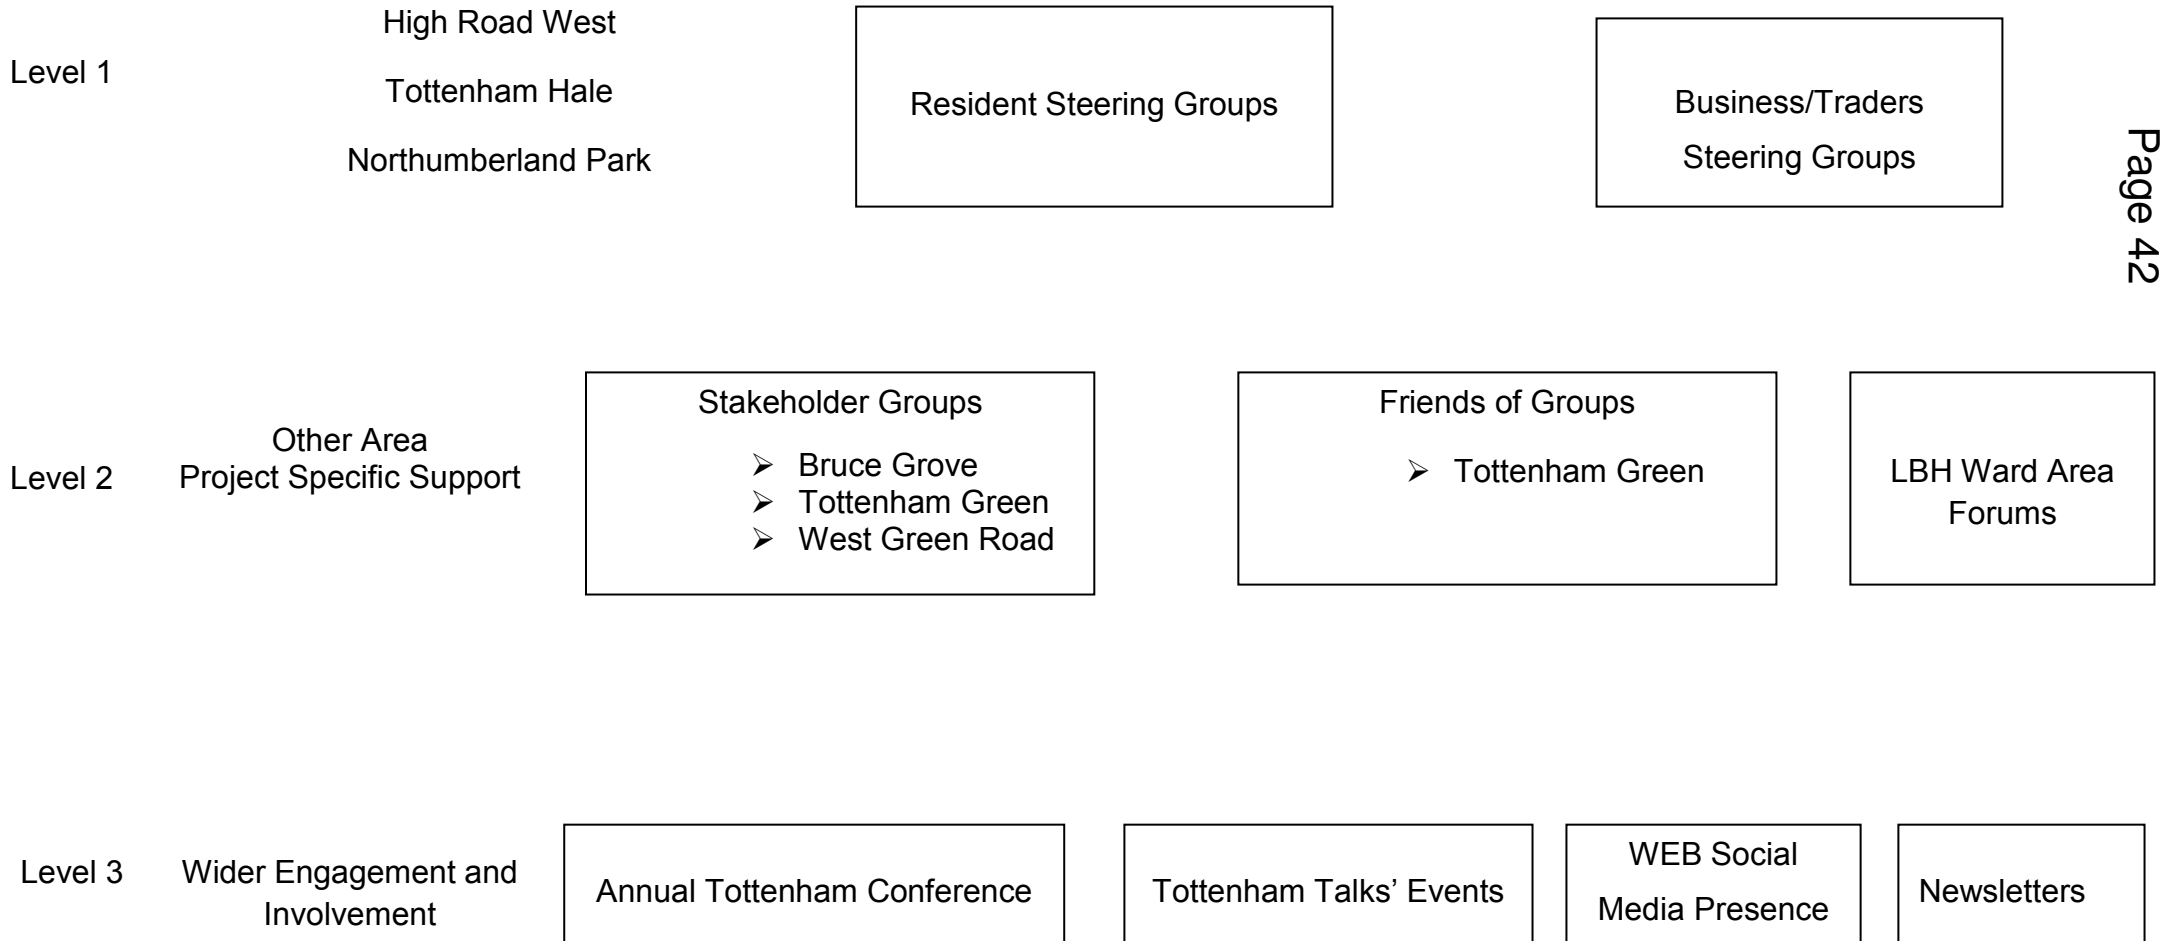 Level 1
High Road West
Tottenham Hale
Northumberland Park
Resident Steering Groups
Business/Traders
Steering Groups
Page 42
Level 2
Other Area
Project Specific Support
Stakeholder Groups
➢ Bruce Grove
➢ Tottenham Green
➢ West Green Road
Friends of Groups
➢ Tottenham Green
LBH Ward Area
Forums
Level 3
Wider Engagement and
Involvement
Annual Tottenham Conference
Tottenham Talks’ Events
WEB Social
Media Presence
Newsletters